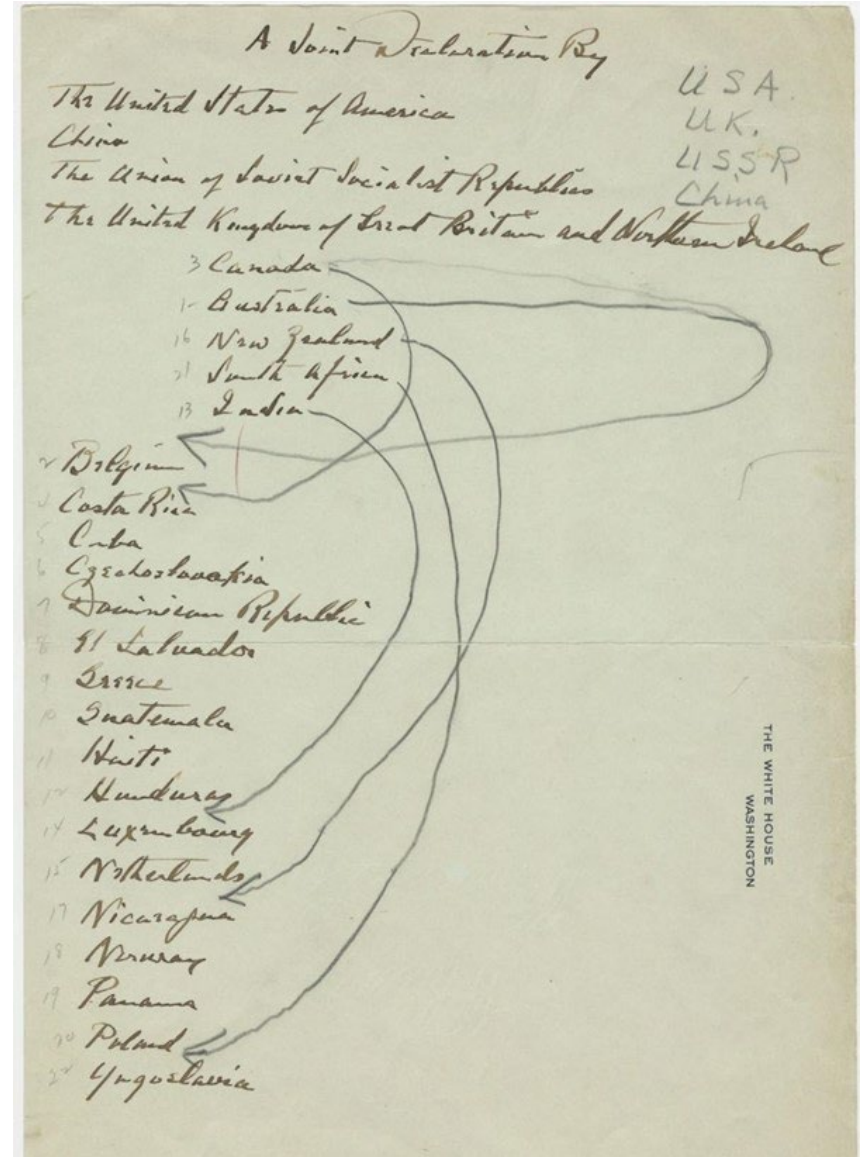 A Joint Declaration By
USA.
UK.
USSR
China
The United States of America
China
The Union of Soviet Socialist Republics
The United Kingdom of Great Britain and Northern Ireland
3 Canada
1 Australia
16 New Zealand
21 South Africa
13 India
2 Belgium
4 Costa Rica
5 Cuba
6 Czechoslovakia
7 Dominican Republic
8 El Salvador
9 Greece
10 Guatemala
11 Haiti
12 Honduras
14 Luxembourg
15 Netherlands
17 Nicaragua
18 Norway
19 Panama
20 Poland
22 Yugoslavia
THE WHITE HOUSE
WASHINGTON